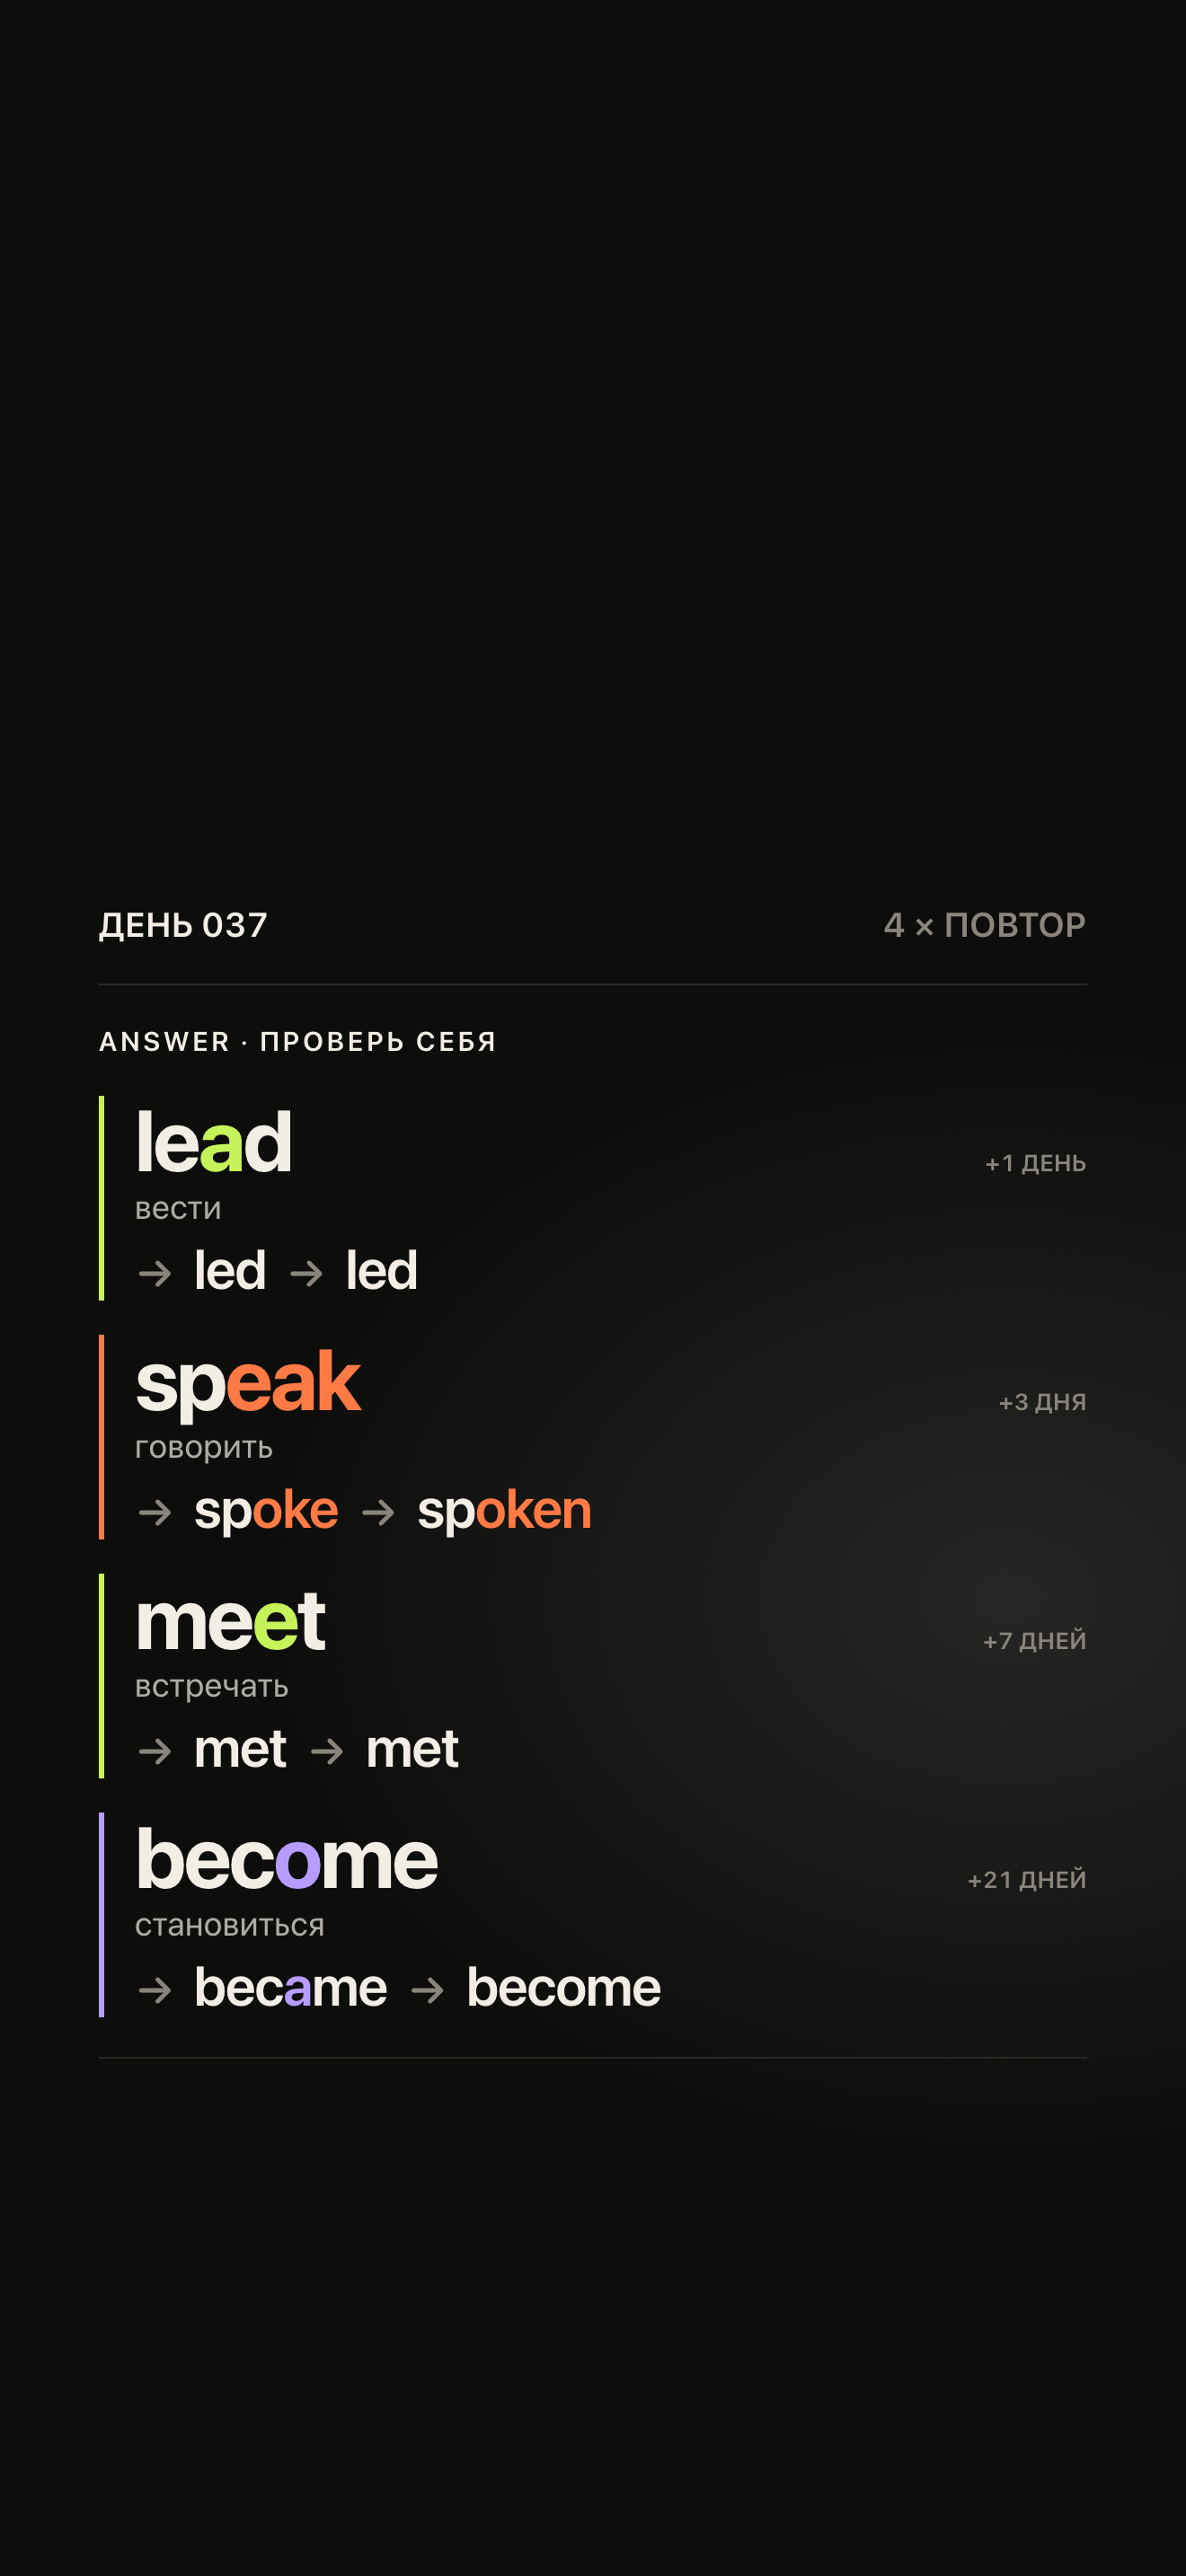 ДЕНЬ 037
4 × ПОВТОР
ANSWER · ПРОВЕРЬ СЕБЯ
lead
+1 ДЕНЬ
вести
→ led → led
speak
+3 ДНЯ
говорить
→ spoke → spoken
meet
+7 ДНЕЙ
встречать
→ met → met
become
+21 ДНЕЙ
становиться
→ became → become